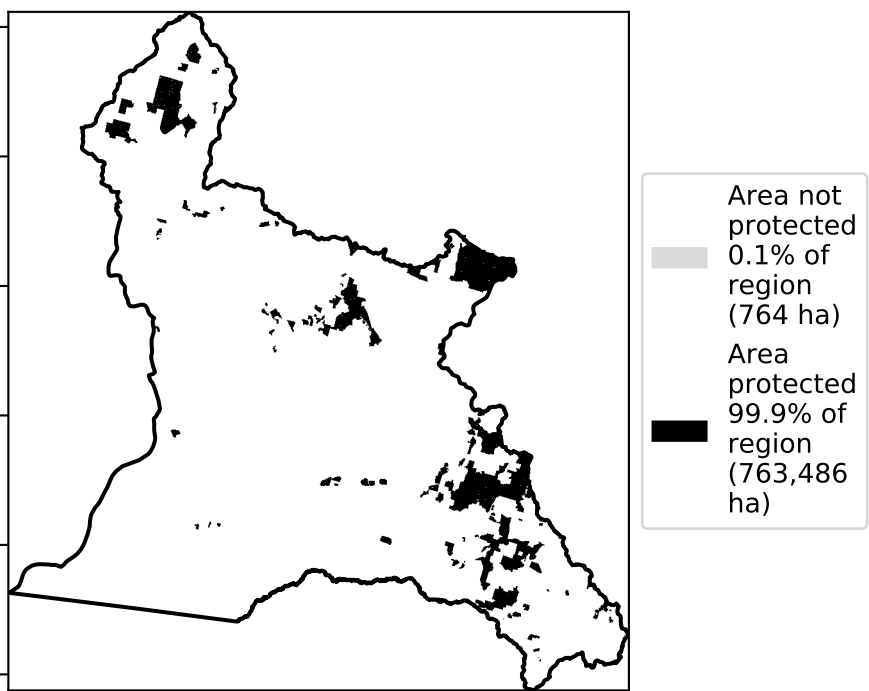 Area not
protected
0.1% of
region
(764 ha)
Area
protected
99.9% of
region
(763,486
ha)